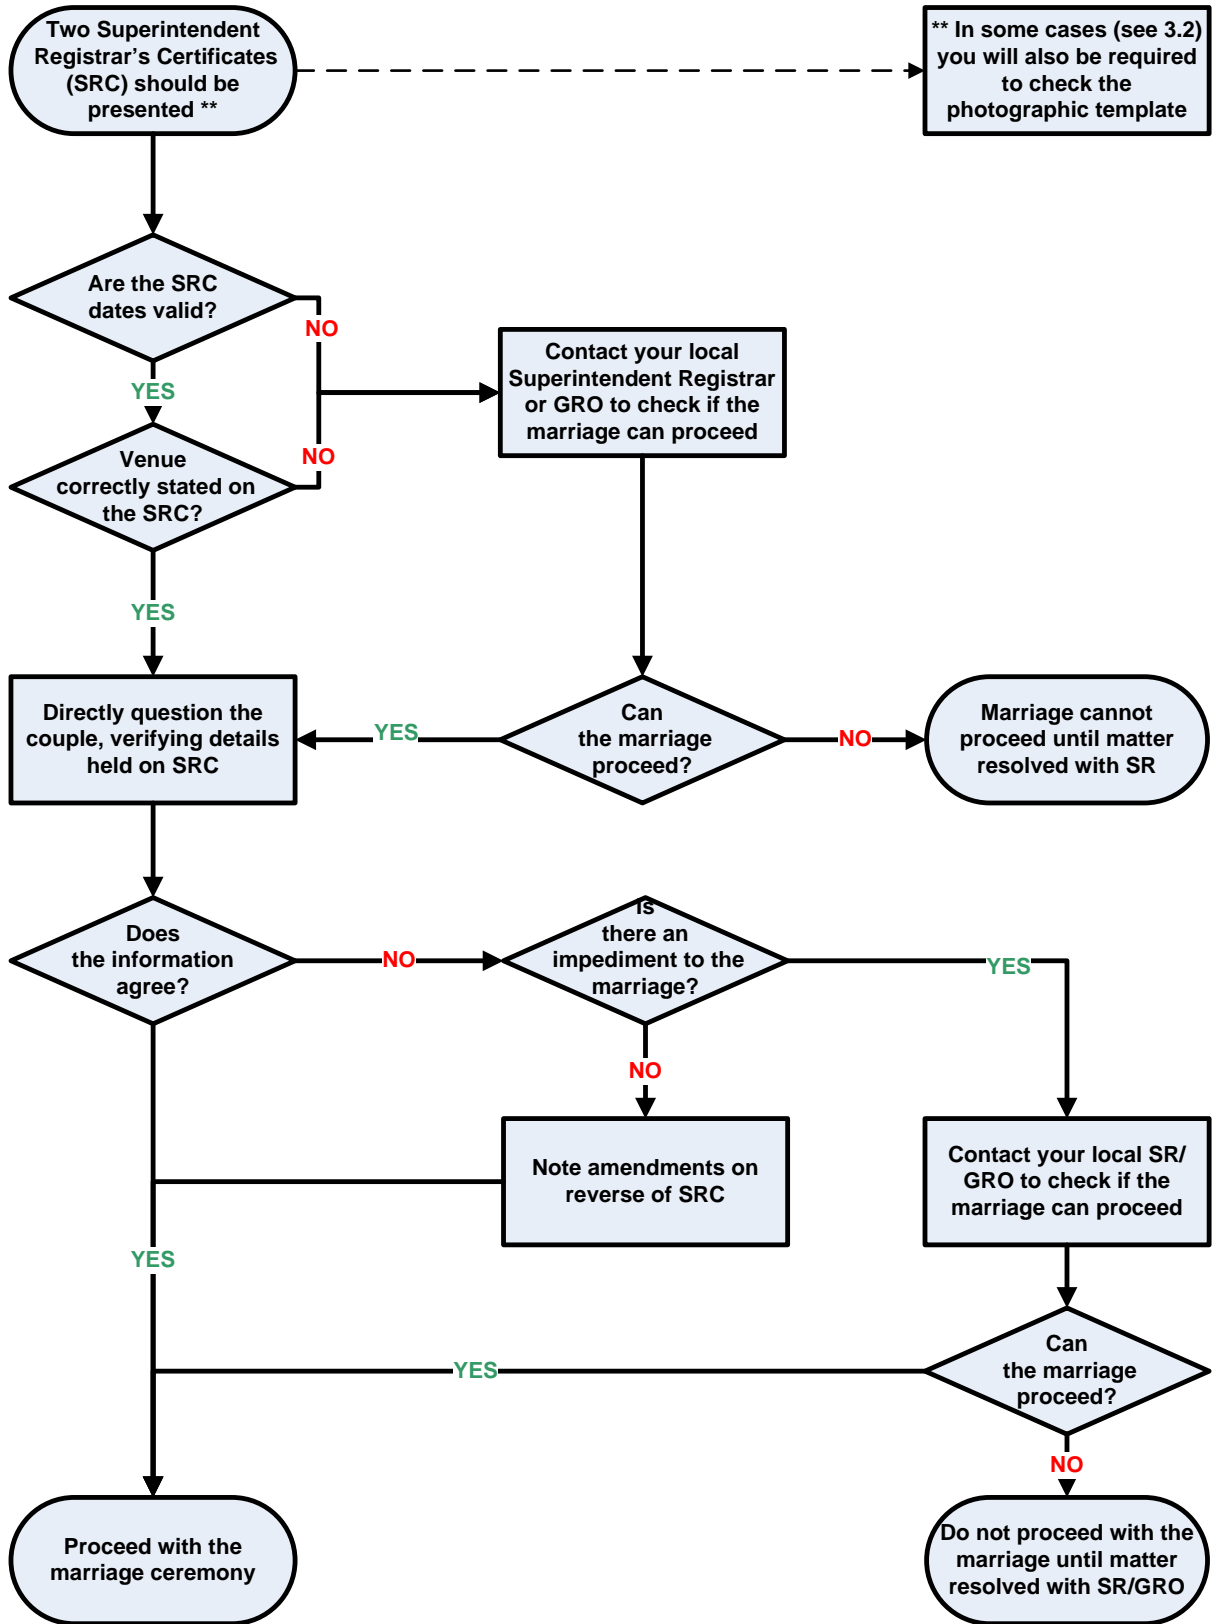 Two Superintendent
Registrar's Certificates
(SRC) should be
presented **
** In some cases (see 3.2)
you will also be required
to check the
photographic template
Are the SRC
dates valid?
NO
YES
Contact your local
Superintendent Registrar
or GRO to check if the
marriage can proceed
Venue
correctly stated on
the SRC?
NO
YES
Directly question the
couple, verifying details
held on SRC
YES
Can
the marriage
proceed?
NO
Marriage cannot
proceed until matter
resolved with SR
Does
the information
agree?
NO
Is
there an
impediment to the
marriage?
YES
NO
Note amendments on
reverse of SRC
Contact your local SR/
GRO to check if the
marriage can proceed
YES
YES
Can
the marriage
proceed?
NO
Proceed with the
marriage ceremony
Do not proceed with the
marriage until matter
resolved with SR/GRO